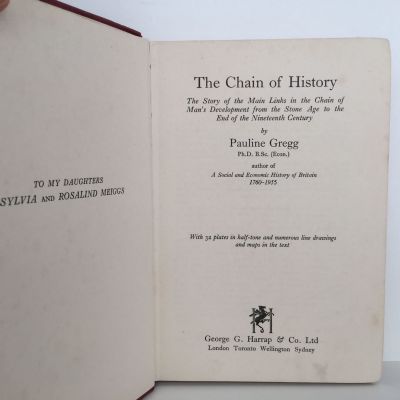 TO MY DAUGHTERS
SYLVIA AND ROSALIND MEIGGS
The Chain of History
The Story of the Main Links in the Chain of
Man's Development from the Stone Age to the
End of the Nineteenth Century
by
Pauline Gregg
Ph.D. B.Sc. (Econ.)
author of
A Social and Economic History of Britain
1760-1955
With 32 plates in half-tone and numerous line drawings
and maps in the text
George G. Harrap & Co. Ltd
London Toronto Wellington Sydney